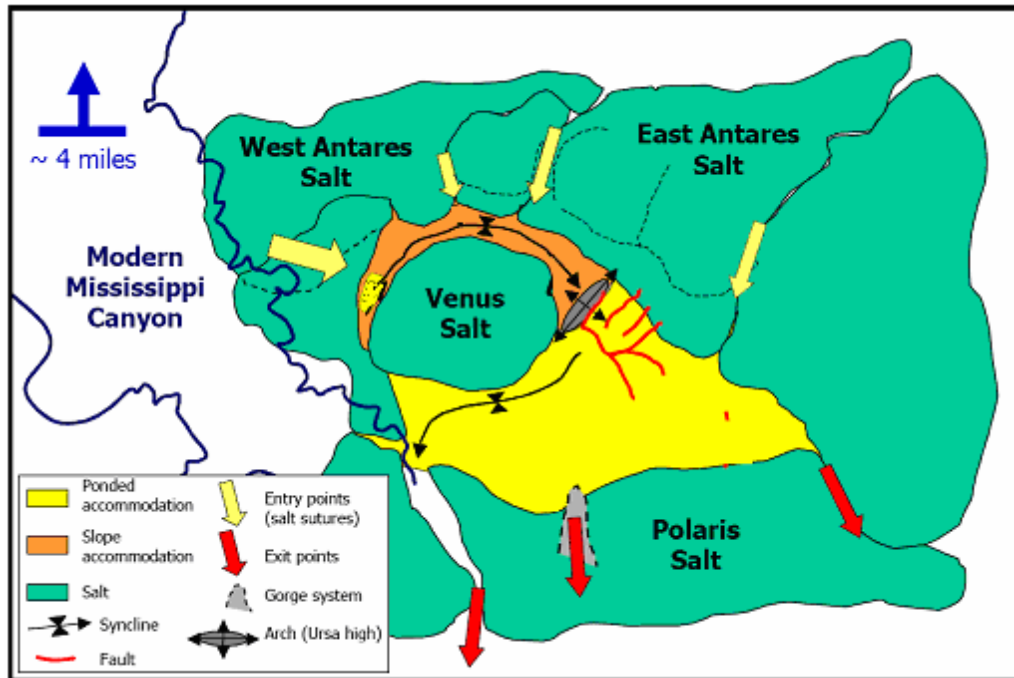 ~ 4 miles
West Antares
Salt
East Antares
Salt
Modern
Mississippi
Canyon
Venus
Salt
Polaris
Salt
Ponded
accommodation
Slope
accommodation
Salt
Syncline
Fault
Entry points
(salt sutures)
Exit points
Gorge system
Arch (Ursa high)